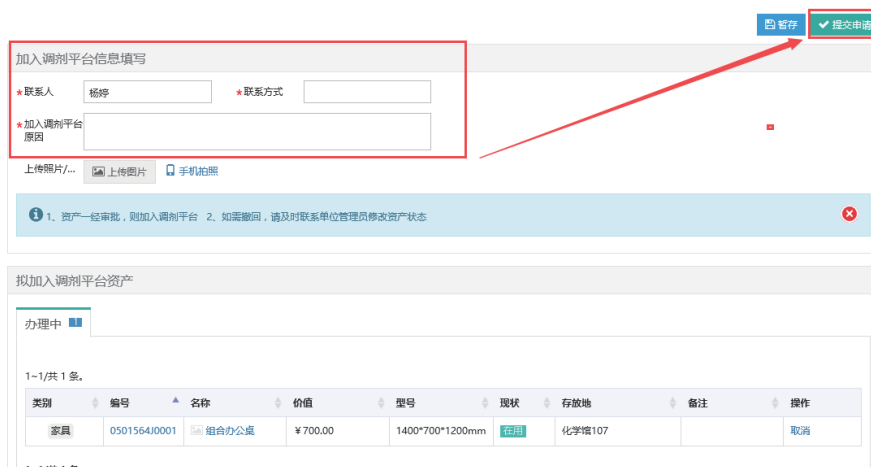 暂存 提交申请
加入调剂平台信息填写
*联系人 杨婷 *联系方式
*加入调剂平台
原因
上传照片/... 上传图片 手机拍照
1、资产一经审批，则加入调剂平台 2、如需撤回，请及时联系单位管理员修改资产状态
拟加入调剂平台资产
办理中 1
1~1/共 1 条。
类别 编号 名称 价值 型号 现状 存放地 备注 操作
家具 0501564J0001 组合办公桌 ￥700.00 1400*700*1200mm 在用 化学馆107 取消